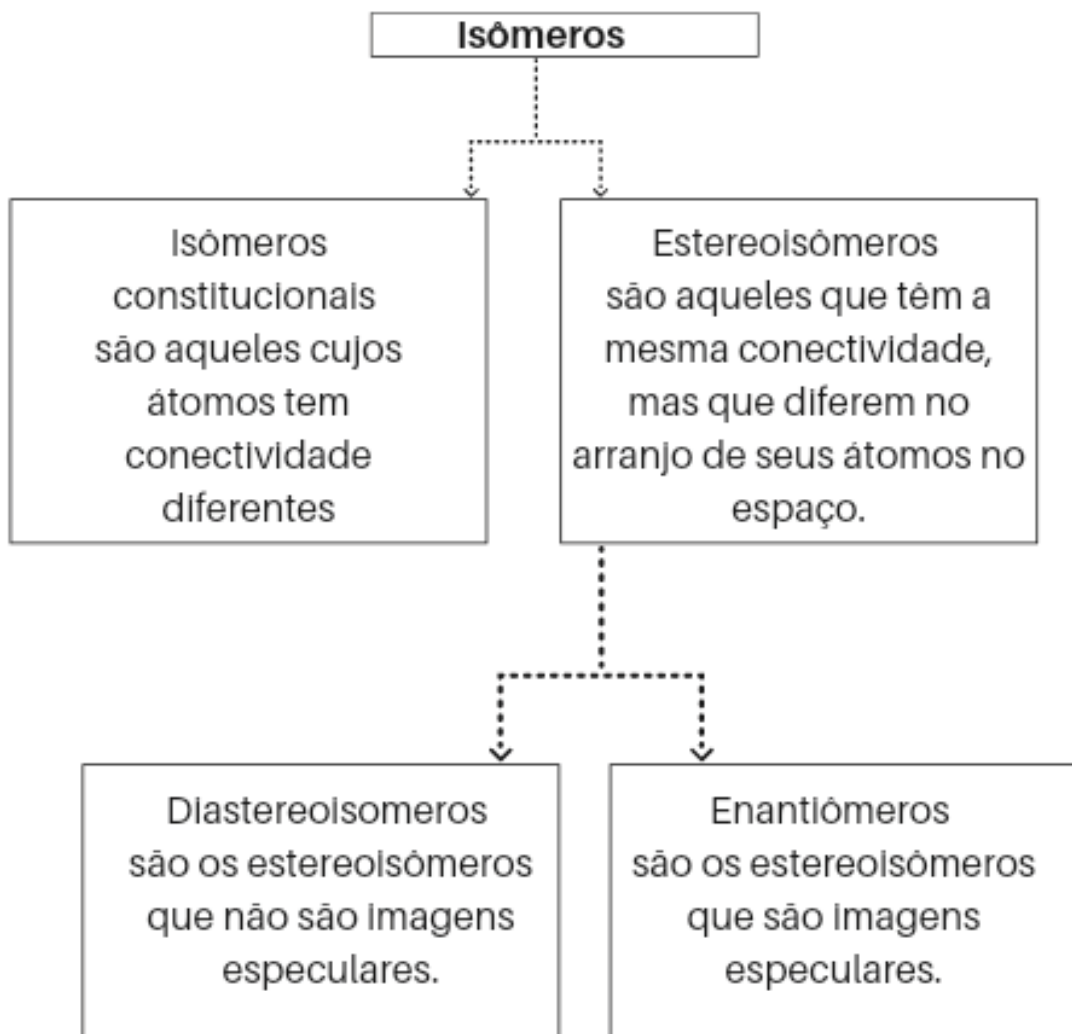 Isômeros
Isômeros
constitucionais
são aqueles cujos
átomos tem
conectividade
diferentes
Estereoisômeros
são aqueles que têm a
mesma conectividade,
mas que diferem no
arranjo de seus átomos no
espaço.
Diastereoisomeros
são os estereoisômeros
que não são imagens
especulares.
Enantiômeros
são os estereoisômeros
que são imagens
especulares.